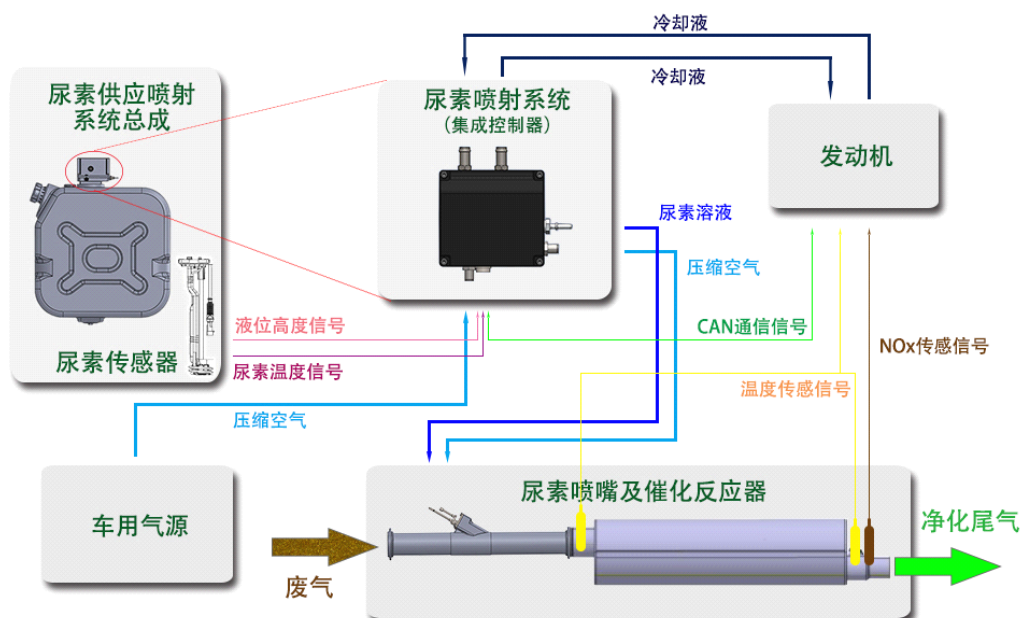 冷却液
冷却液
尿素供应喷射
系统总成
尿素喷射系统
(集成控制器)
发动机
尿素溶液
压缩空气
液位高度信号
CAN通信信号
NOx传感信号
尿素传感器
尿素温度信号
温度传感信号
压缩空气
尿素喷嘴及催化反应器
车用气源
净化尾气
废气